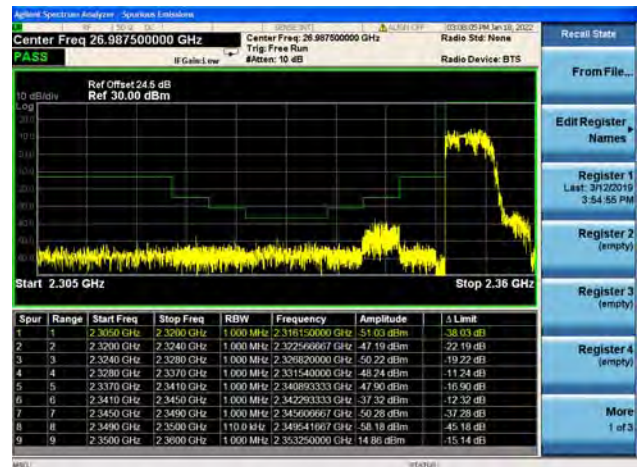 Agilent Spectrum Analyzer - Spurious Emissions
RF 50 Ω DC SENSE:INT ALIGN OFF 03:08:05 PM Jan 18, 2022
Center Freq 26.987500000 GHz
Center Freq: 26.987500000 GHz
Radio Std: None
Trig: Free Run
PASS
IFGain:Low
#Atten: 10 dB
Radio Device: BTS
Ref Offset 24.5 dB
10 dB/div Ref 30.00 dBm
Log
Start 2.305 GHz
Stop 2.36 GHz
Spur Range Start Freq Stop Freq RBW Frequency Amplitude Δ Limit
1 1 2.3050 GHz 2.3200 GHz 1.000 MHz 2.316150000 GHz -51.03 dBm -38.03 dB
2 2 2.3200 GHz 2.3240 GHz 1.000 MHz 2.322566667 GHz -47.19 dBm -22.19 dB
3 3 2.3240 GHz 2.3280 GHz 1.000 MHz 2.326820000 GHz -50.22 dBm -19.22 dB
4 4 2.3280 GHz 2.3370 GHz 1.000 MHz 2.331540000 GHz -48.24 dBm -11.24 dB
5 5 2.3370 GHz 2.3410 GHz 1.000 MHz 2.340893333 GHz -47.90 dBm -16.90 dB
6 6 2.3410 GHz 2.3450 GHz 1.000 MHz 2.342293333 GHz -37.32 dBm -12.32 dB
7 7 2.3450 GHz 2.3490 GHz 1.000 MHz 2.345606667 GHz -50.28 dBm -37.28 dB
8 8 2.3490 GHz 2.3500 GHz 110.0 kHz 2.349541667 GHz -58.18 dBm -45.18 dB
9 9 2.3500 GHz 2.3600 GHz 1.000 MHz 2.353250000 GHz 14.86 dBm -15.14 dB
MSG
STATUS
Recall State
From File...
Edit Register
Names
Register 1
Last: 3/12/2019
3:54:55 PM
Register 2
(empty)
Register 3
(empty)
Register 4
(empty)
More
1 of 3